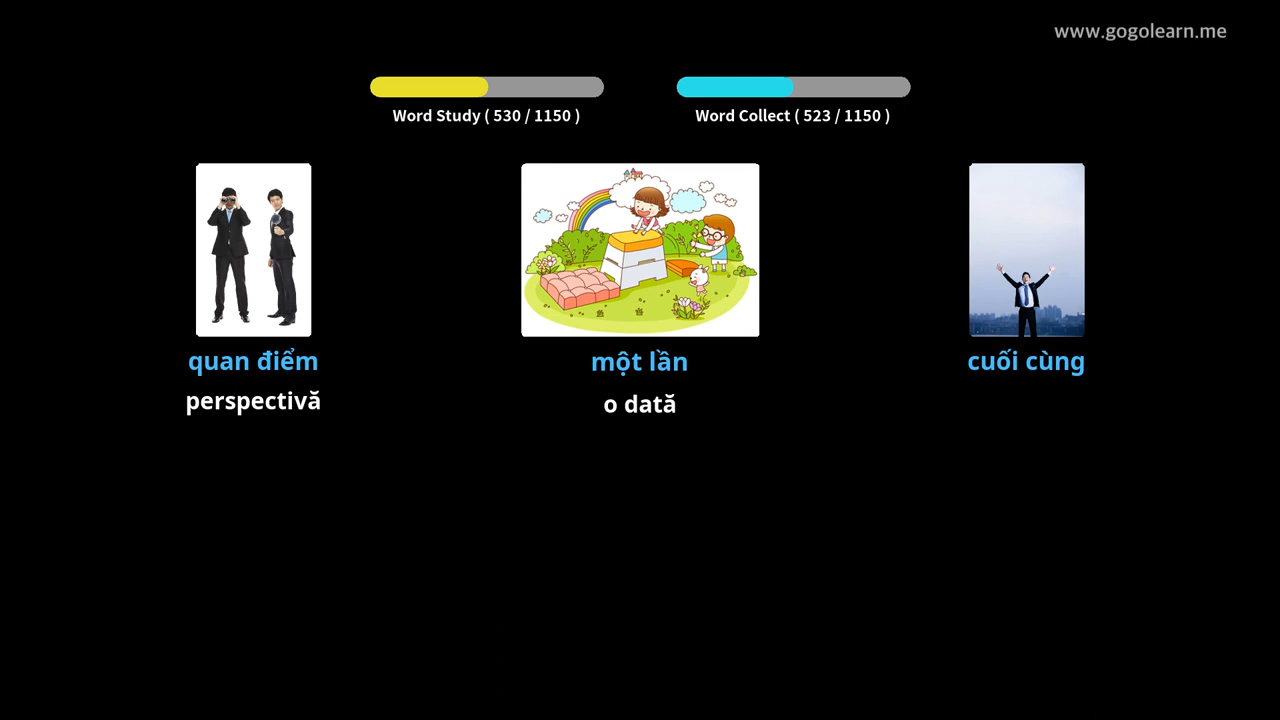 www.gogolearn.me
Word Study ( 530 / 1150 )
Word Collect ( 523 / 1150 )
quan điểm
một lần
cuối cùng
perspectivă
o dată